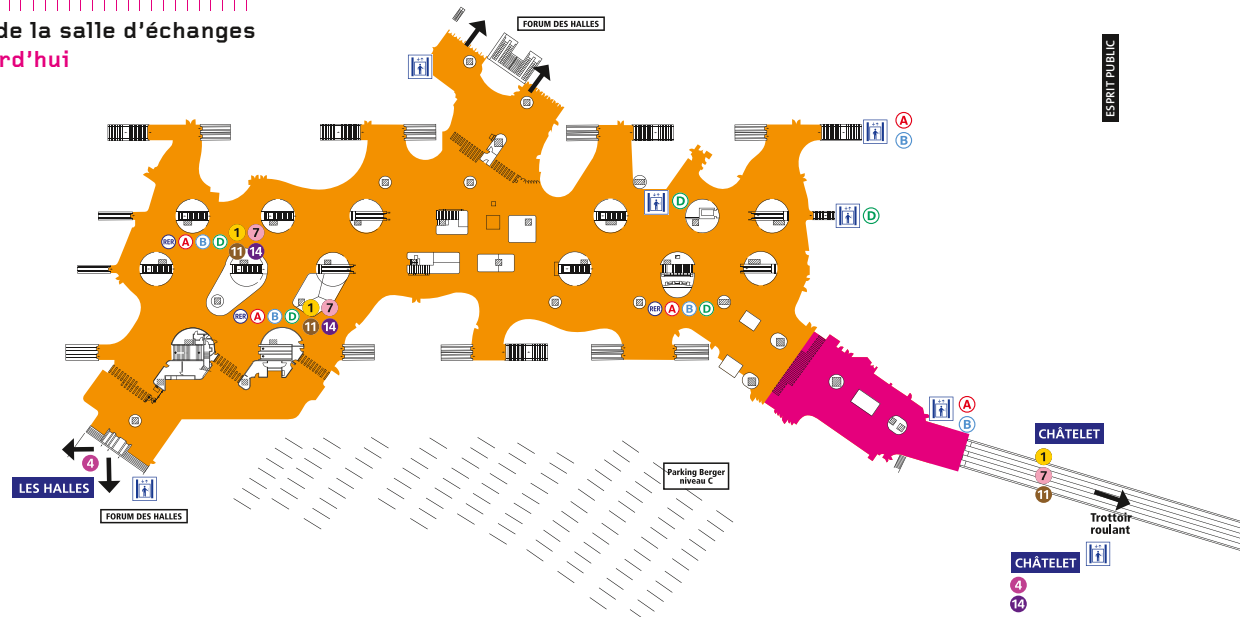 de la salle d'échanges
rd'hui
FORUM DES HALLES
ESPRIT PUBLIC
A
B
D
D
1 7
RER A B D
11 14
1 7
RER A B D
11 14
RER A B D
A
B
CHÂTELET
1
7
11
Trottoir
roulant
CHÂTELET
4
14
Parking Berger
niveau C
4
LES HALLES
FORUM DES HALLES